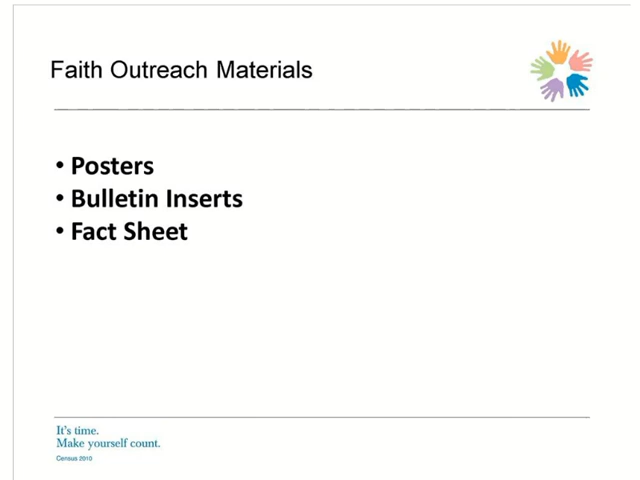 Faith Outreach Materials
• Posters
• Bulletin Inserts
• Fact Sheet
It's time.
Make yourself count.
Census 2010